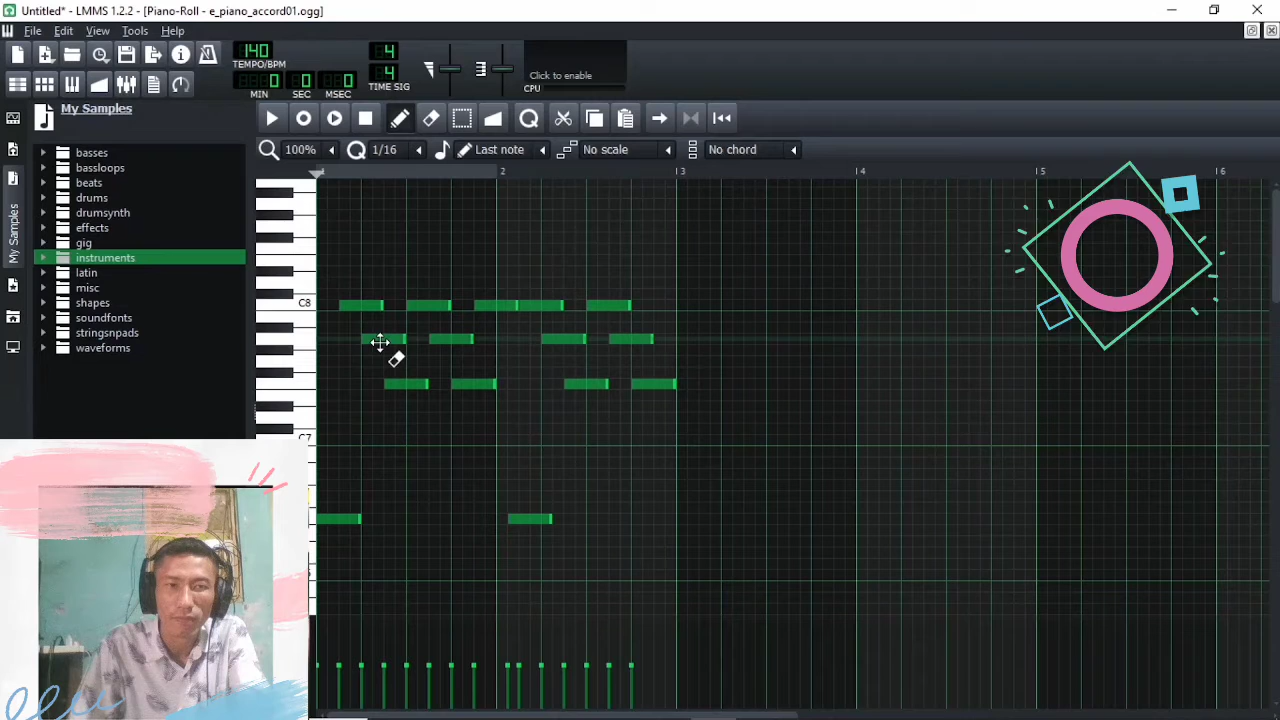 Untitled* - LMMS 1.2.2 - [Piano-Roll - e_piano_accord01.ogg]
File Edit View Tools Help
140
TEMPO/BPM
0 0 0
MIN SEC MSEC
4
4
TIME SIG
Click to enable
CPU
My Samples
My Samples
100% 1/16 Last note No scale No chord
1 2 3 4 5 6
basses
bassloops
beats
drums
drumsynth
effects
gig
instruments
latin
misc
shapes
soundfonts
stringsnpads
waveforms
C8
C7